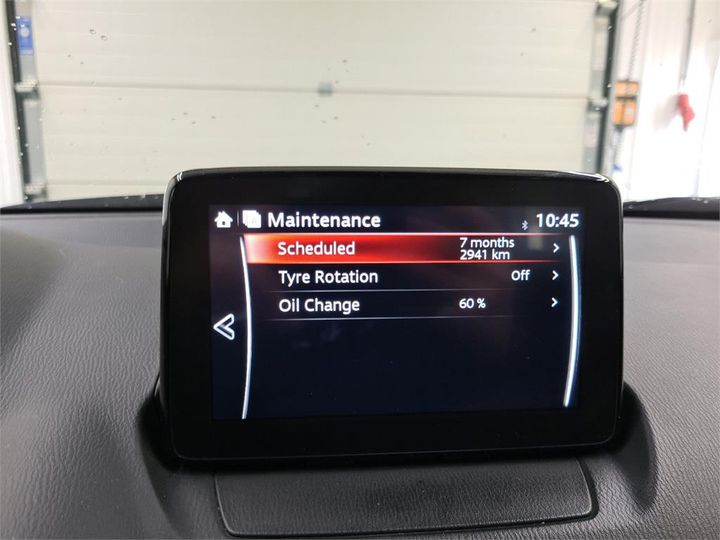 Maintenance 10:45
Scheduled 7 months
2941 km
Tyre Rotation Off
Oil Change 60 %